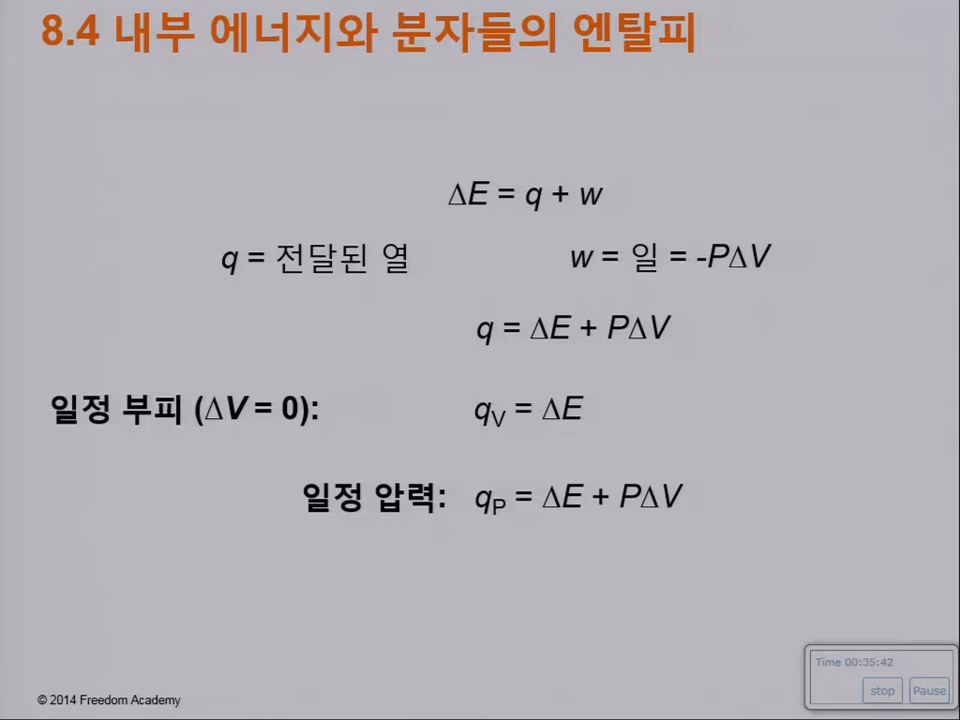 8.4 내부 에너지와 분자들의 엔탈피
ΔE = q + w
q = 전달된 열 w = 일 = -PΔV
q = ΔE + PΔV
일정 부피 (ΔV = 0): qV = ΔE
일정 압력: qP = ΔE + PΔV
Time 00:35:42
stop Pause
© 2014 Freedom Academy